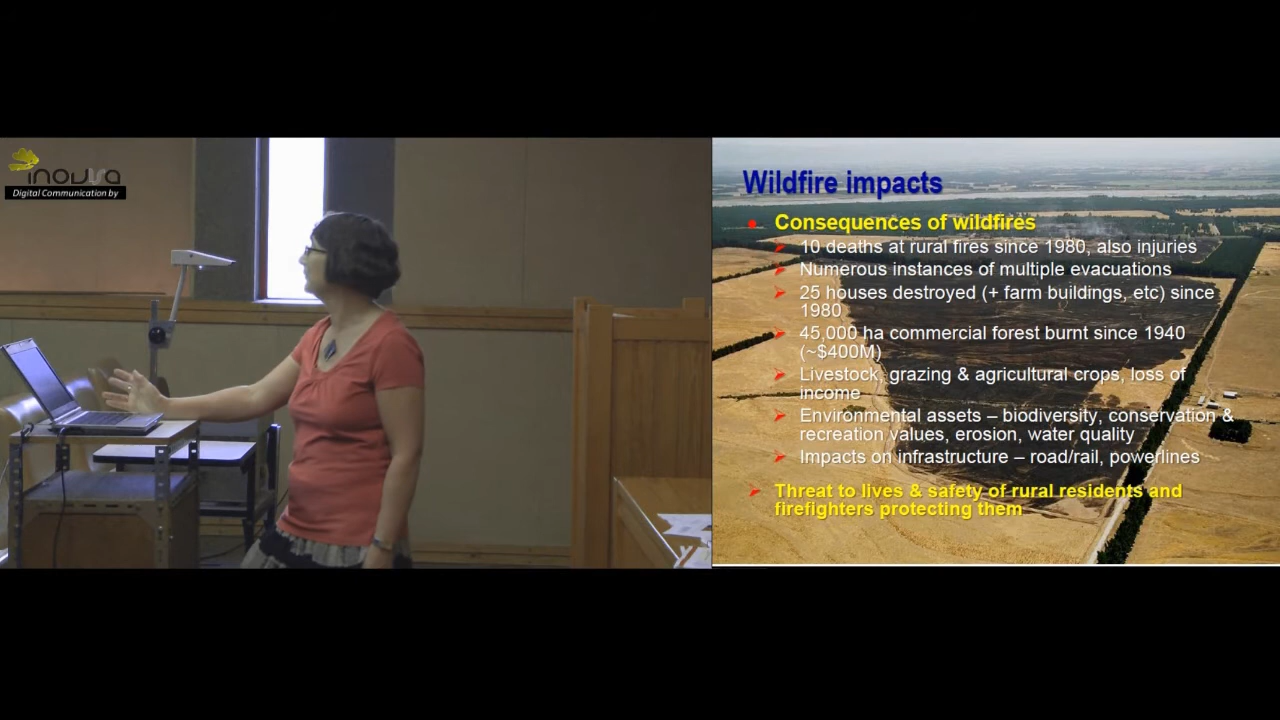 inovisa
Digital Communication by
Wildfire impacts
Consequences of wildfires
10 deaths at rural fires since 1980, also injuries
Numerous instances of multiple evacuations
25 houses destroyed (+ farm buildings, etc) since
1980
45,000 ha commercial forest burnt since 1940
(~$400M)
Livestock, grazing & agricultural crops, loss of
income
Environmental assets – biodiversity, conservation &
recreation values, erosion, water quality
Impacts on infrastructure – road/rail, powerlines
Threat to lives & safety of rural residents and
firefighters protecting them